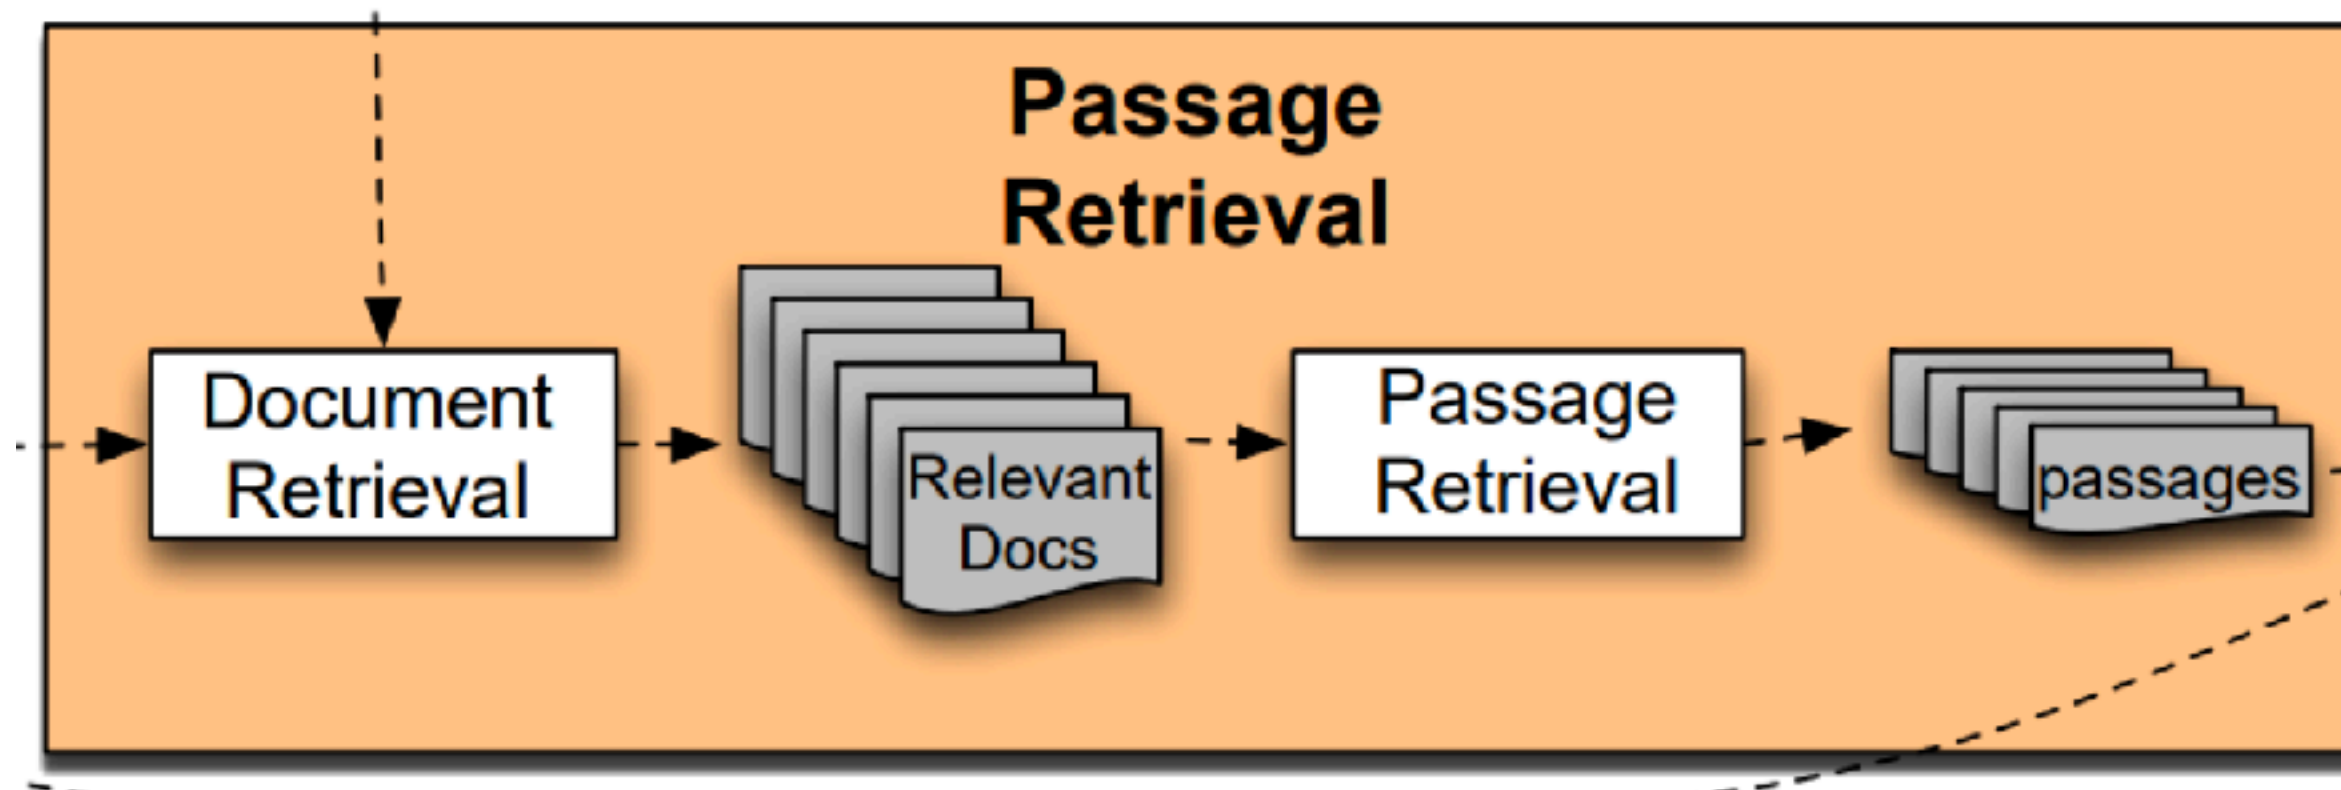 Passage
Retrieval
Document
Retrieval
Relevant
Docs
Passage
Retrieval
passages